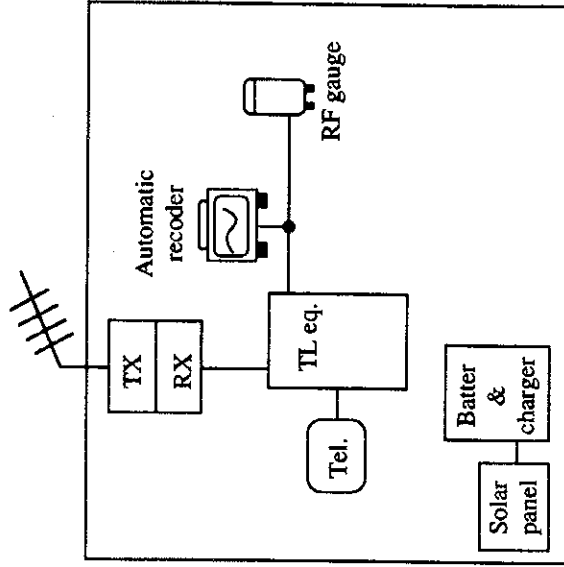 TX
RX
Automatic
recoder
RF gauge
TL eq.
Tel.
Solar
panel
Batter
&
charger